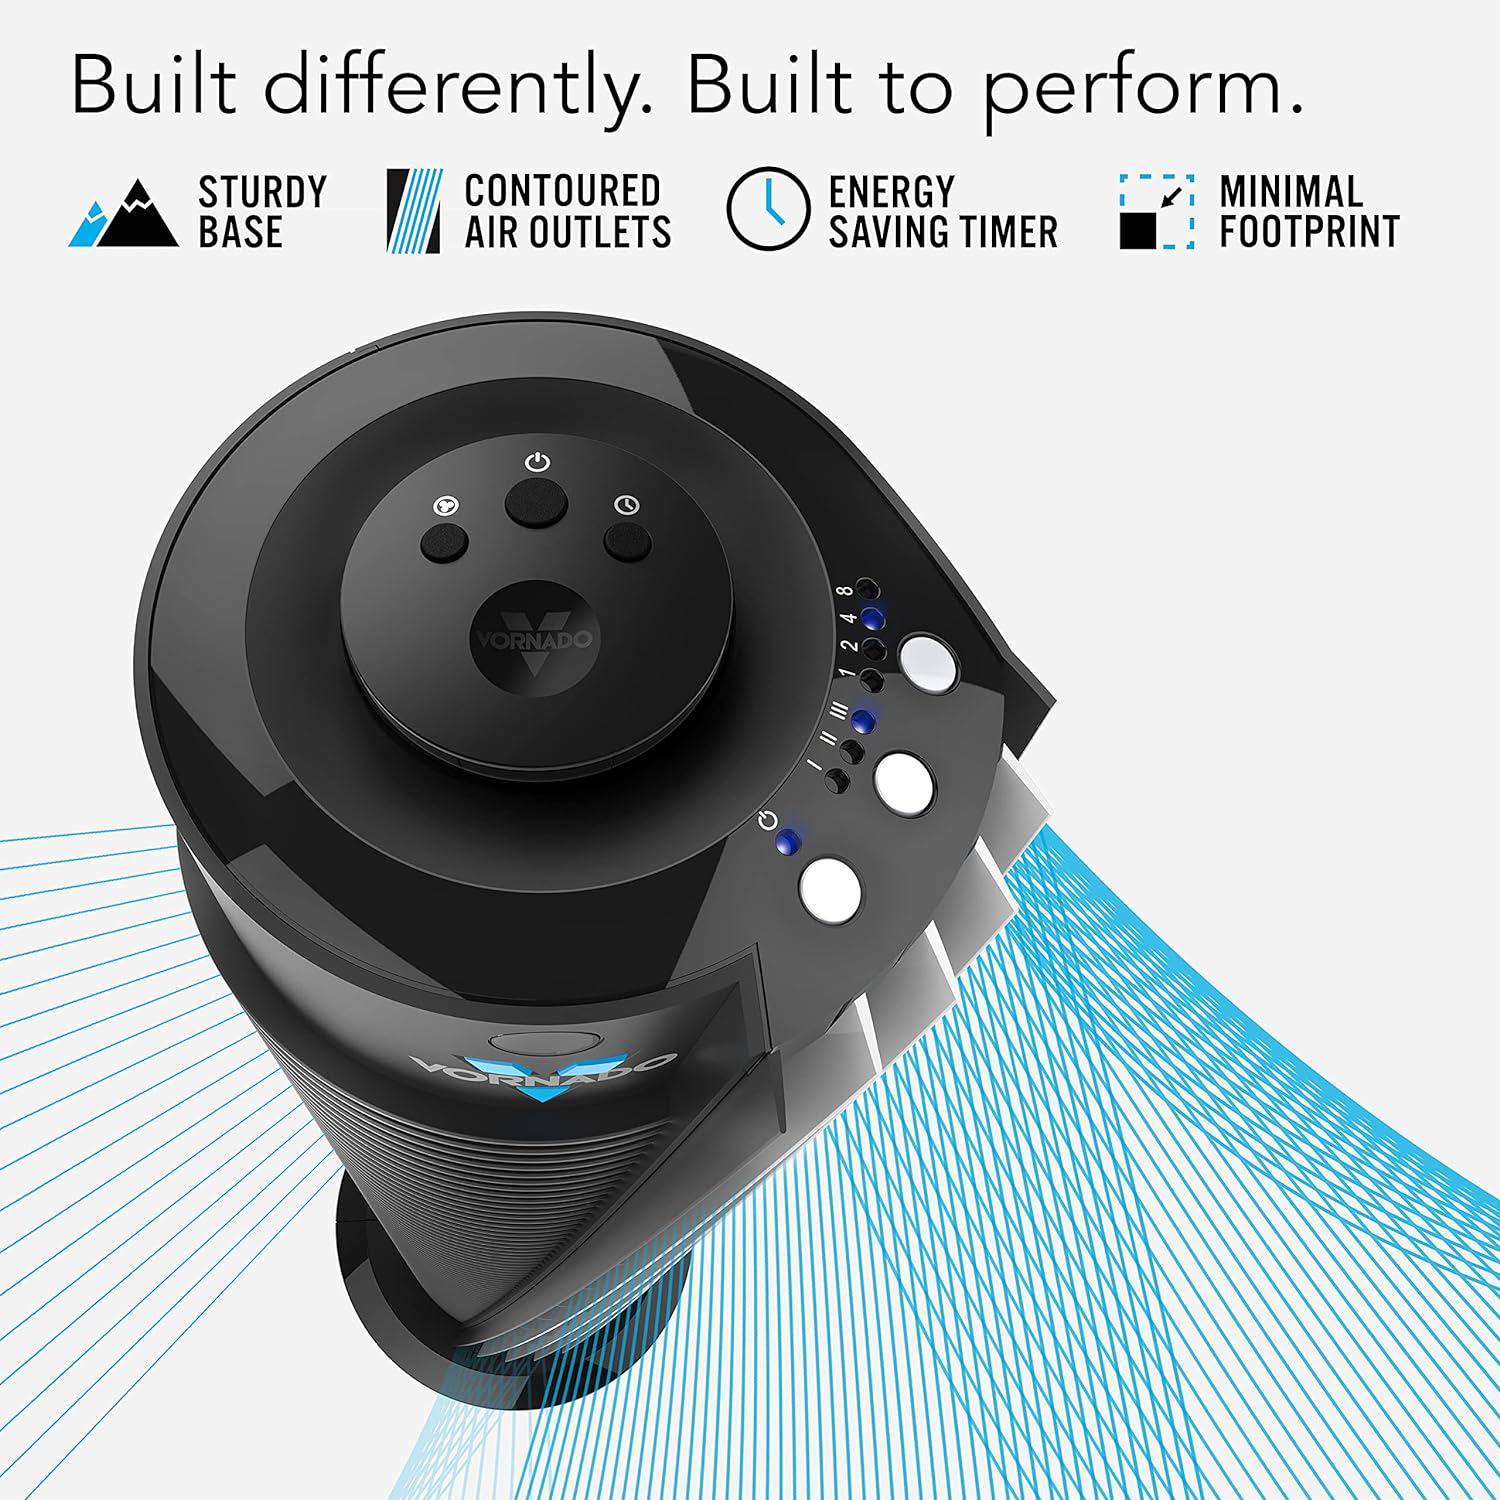 Built differently. Built to perform.
STURDY
BASE
CONTOURED
AIR OUTLETS
ENERGY
SAVING TIMER
MINIMAL
FOOTPRINT
VORNADO
8
4
2
1
III
II
I
VORNADO